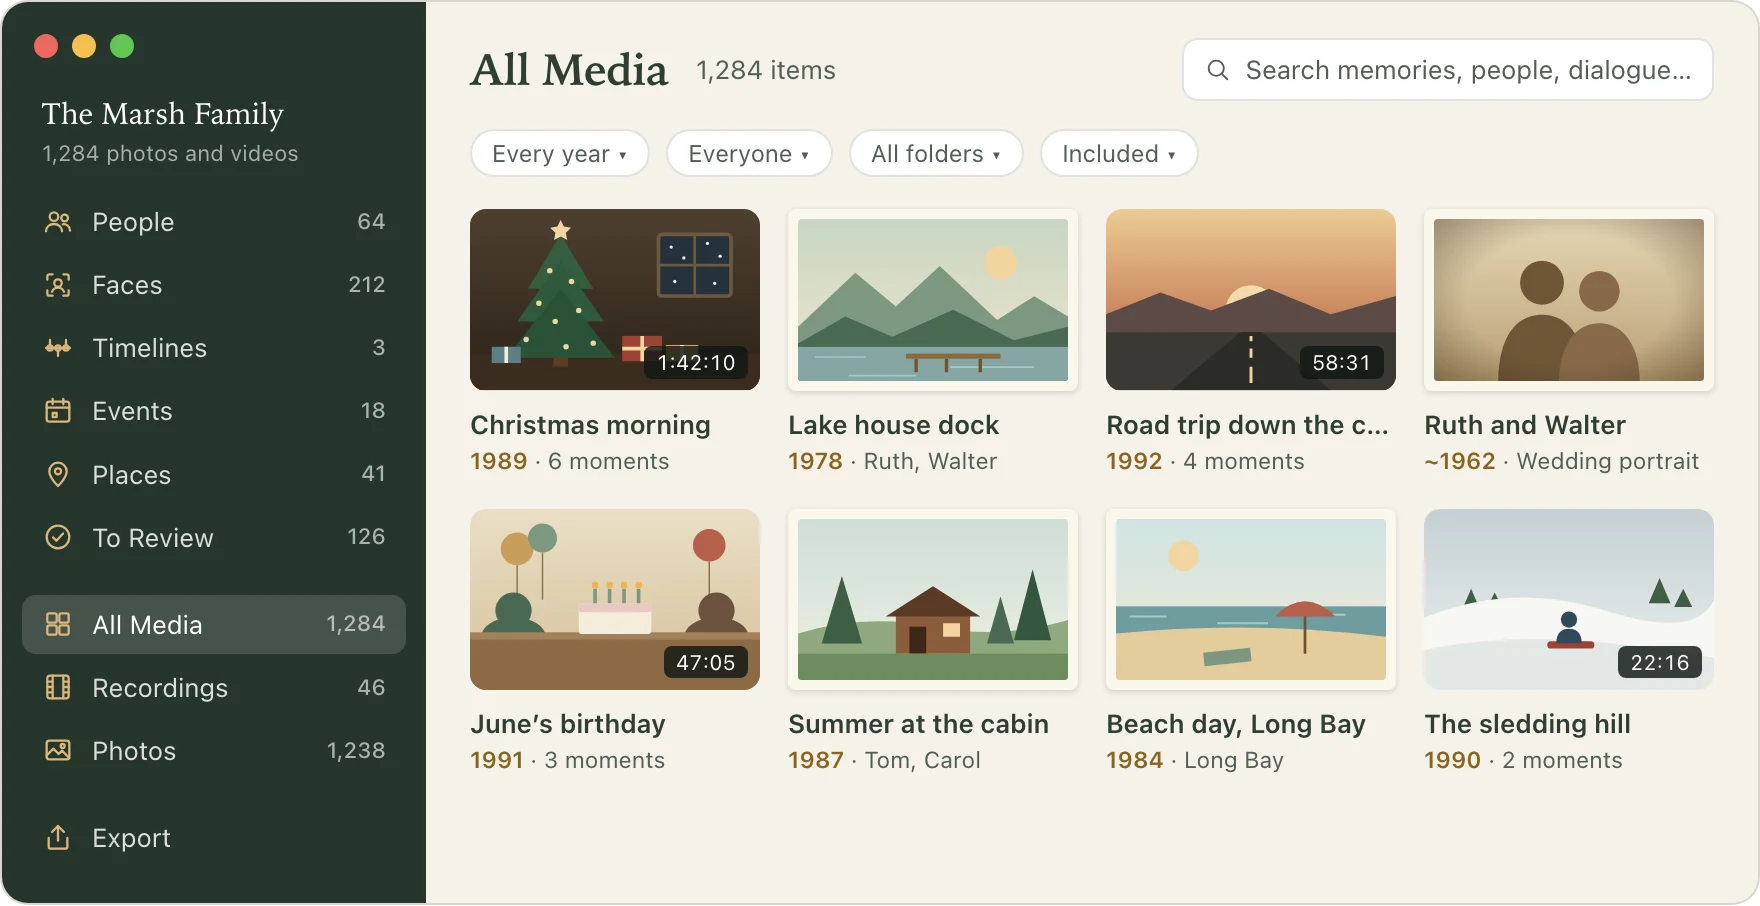 The Marsh Family
1,284 photos and videos
People 64
Faces 212
Timelines 3
Events 18
Places 41
To Review 126
All Media 1,284
Recordings 46
Photos 1,238
Export
All Media 1,284 items
Search memories, people, dialogue...
Every year ▾ Everyone ▾ All folders ▾ Included ▾
1:42:10
58:31
Christmas morning
1989 · 6 moments
Lake house dock
1978 · Ruth, Walter
Road trip down the c...
1992 · 4 moments
Ruth and Walter
~1962 · Wedding portrait
47:05
22:16
June’s birthday
1991 · 3 moments
Summer at the cabin
1987 · Tom, Carol
Beach day, Long Bay
1984 · Long Bay
The sledding hill
1990 · 2 moments